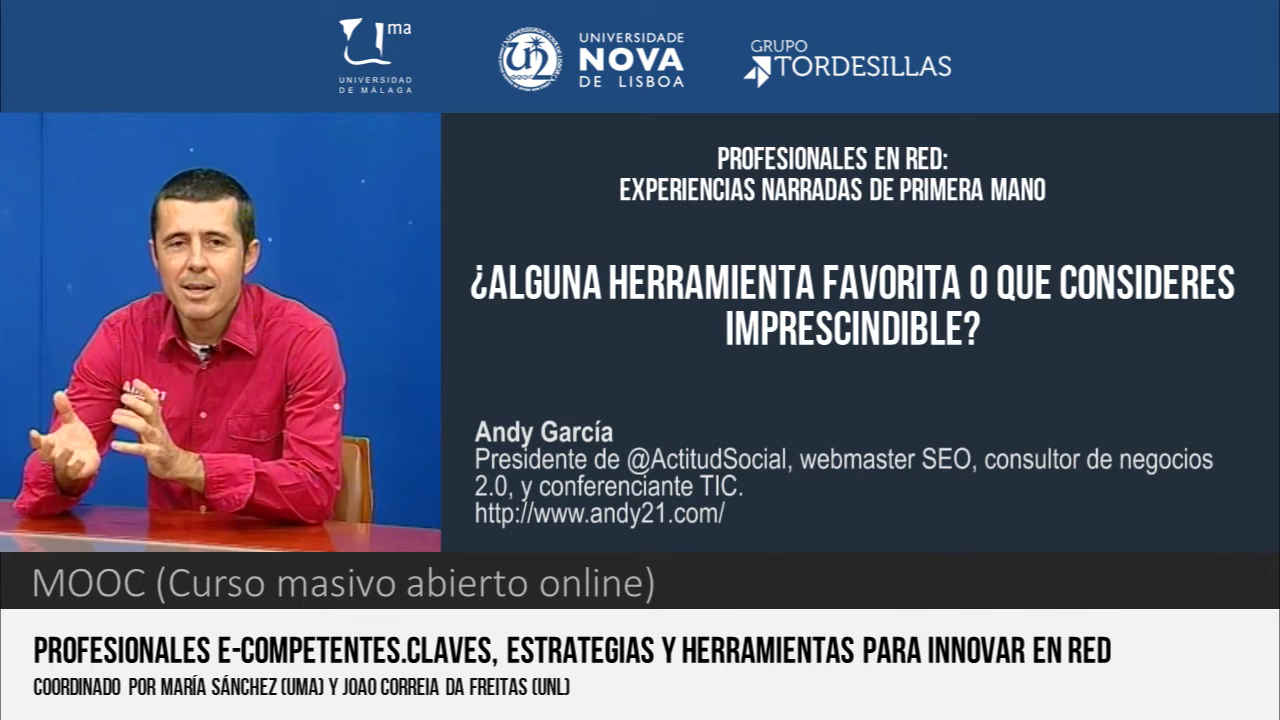 ma
UNIVERSIDAD
DE MÁLAGA
UNIVERSIDADE
NOVA
DE LISBOA
GRUPO
TORDESILLAS
PROFESIONALES EN RED:
EXPERIENCIAS NARRADAS DE PRIMERA MANO
¿ALGUNA HERRAMIENTA FAVORITA O QUE CONSIDERES
IMPRESCINDIBLE?
Andy García
Presidente de @ActitudSocial, webmaster SEO, consultor de negocios
2.0, y conferenciante TIC.
http://www.andy21.com/
MOOC (Curso masivo abierto online)
PROFESIONALES E-COMPETENTES.CLAVES, ESTRATEGIAS Y HERRAMIENTAS PARA INNOVAR EN RED
COORDINADO POR MARÍA SÁNCHEZ (UMA) Y JOAO CORREIA DA FREITAS (UNL)